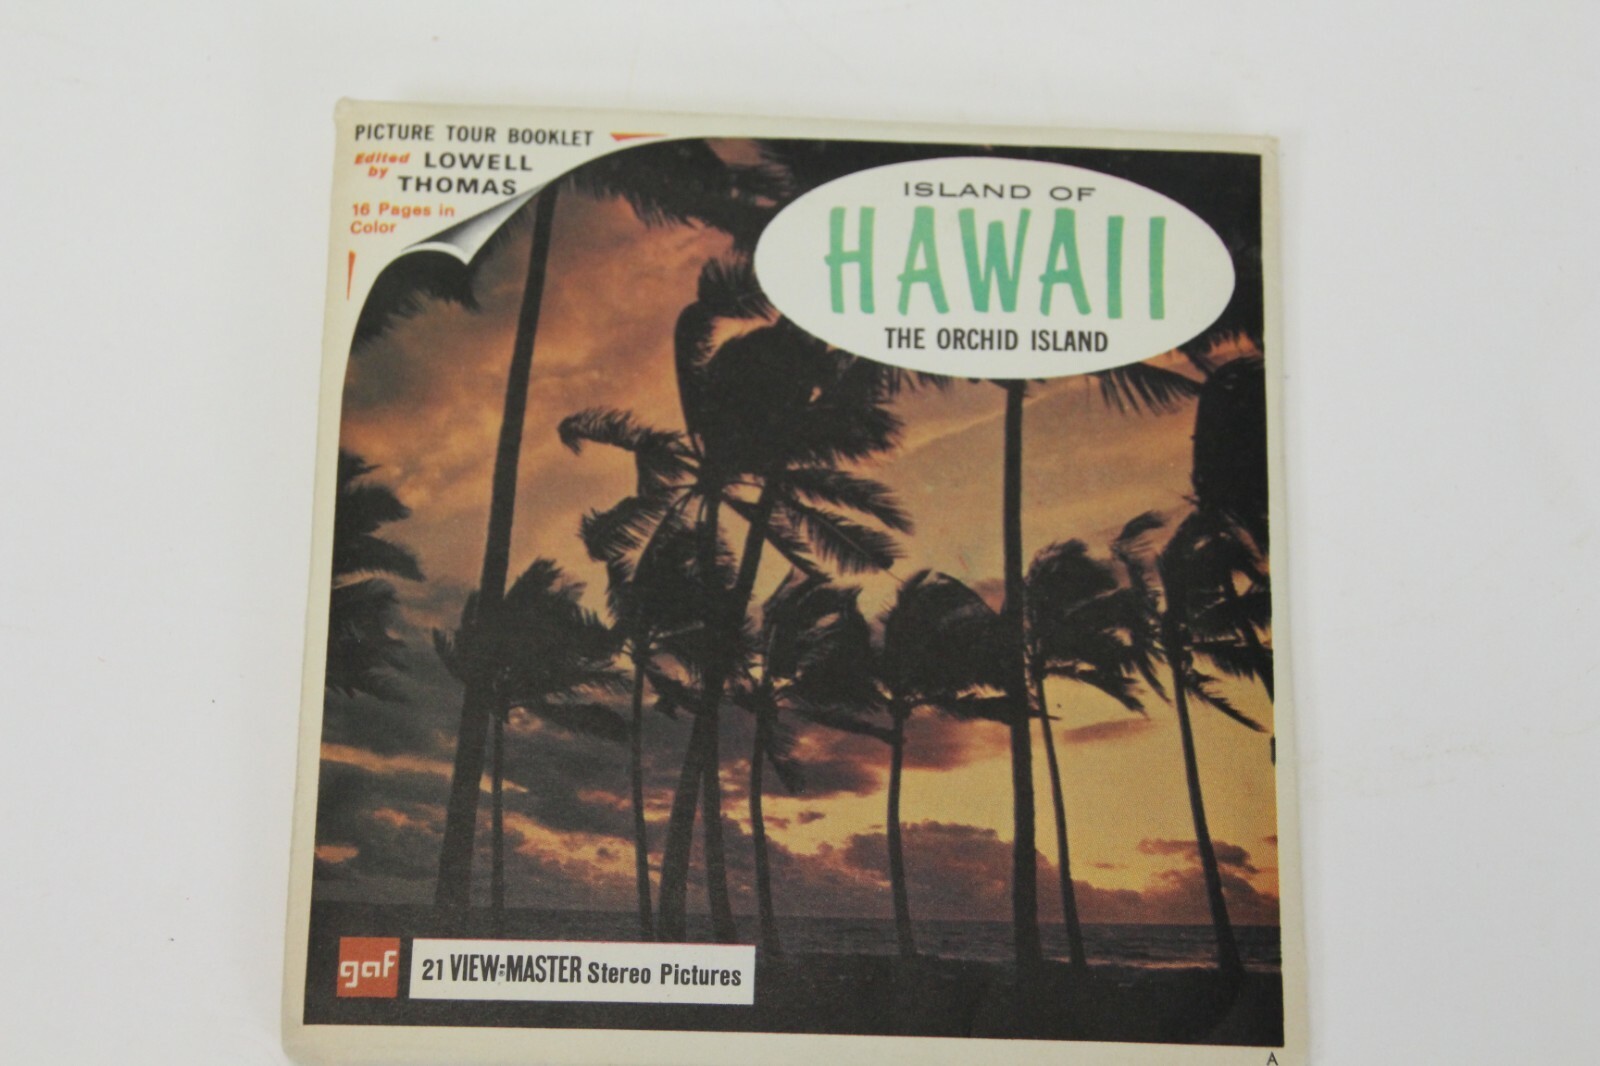 PICTURE TOUR BOOKLET
Edited by LOWELL THOMAS
16 Pages in
Color
ISLAND OF
HAWAII
THE ORCHID ISLAND
gaf
21 VIEW-MASTER Stereo Pictures
A